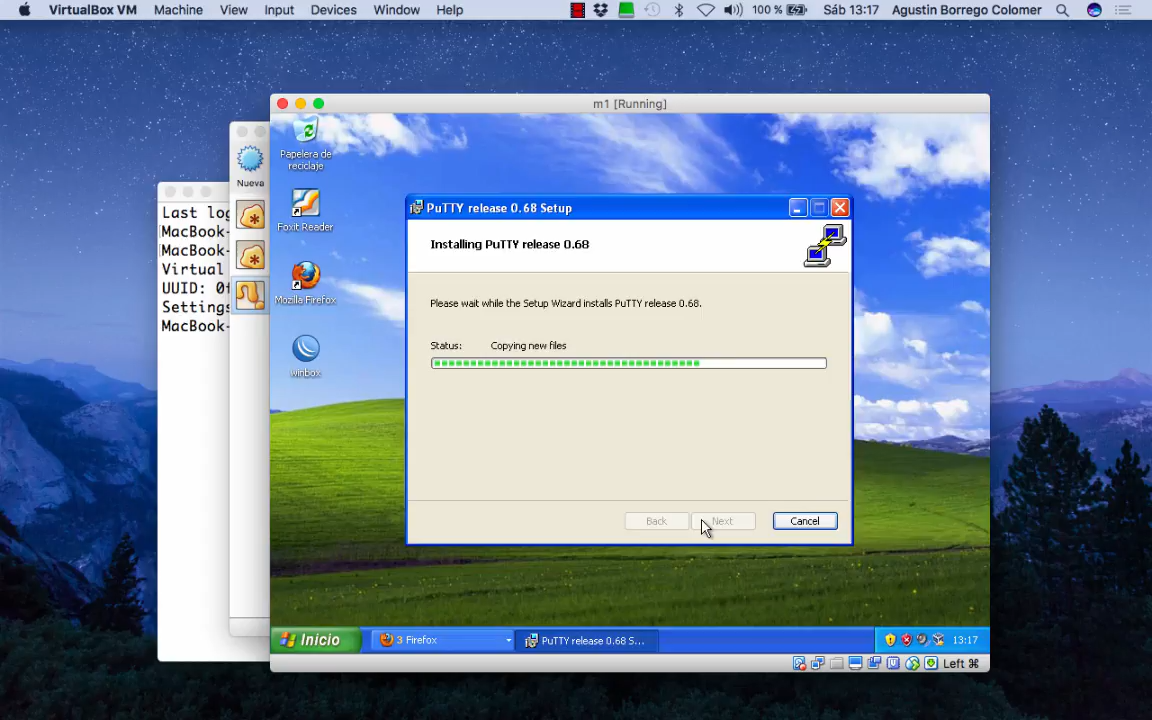 VirtualBox VM Machine View Input Devices Window Help 100 % Sáb 13:17 Agustin Borrego Colomer
m1 [Running]
Papelera de
reciclaje
Nueva
Foxit Reader
Mozilla Firefox
winbox
Last log
MacBook-
MacBook-
Virtual
UUID: 0f
Settings
MacBook-
PuTTY release 0.68 Setup
Installing PuTTY release 0.68
Please wait while the Setup Wizard installs PuTTY release 0.68.
Status: Copying new files
Back Next Cancel
Inicio 3 Firefox PuTTY release 0.68 S... 13:17
Left ⌘